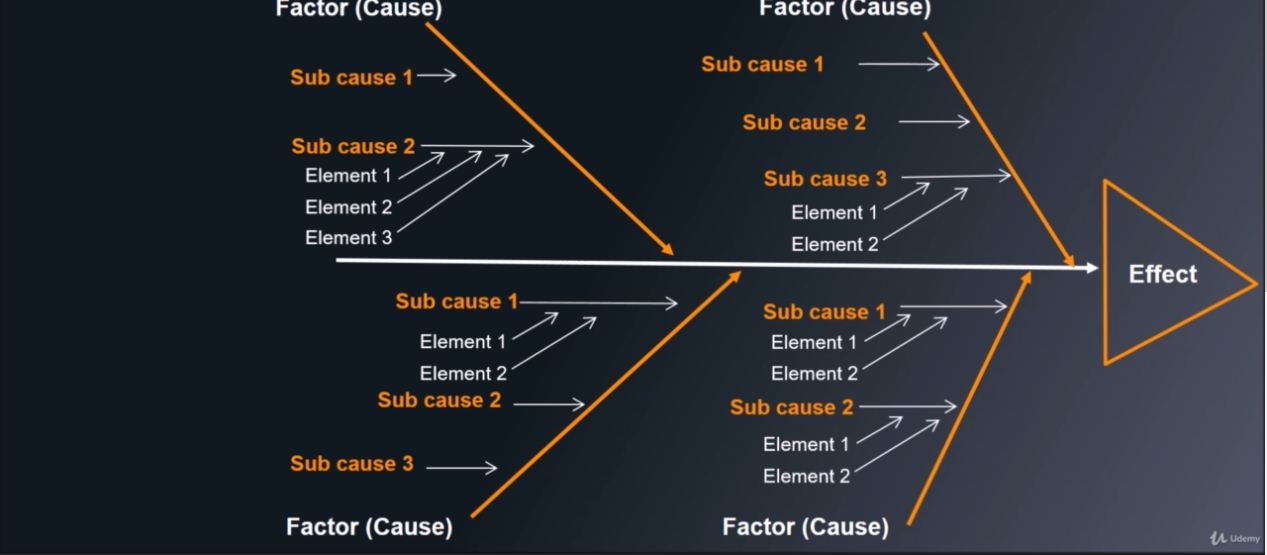 Factor (Cause)
Factor (Cause)
Sub cause 1
Sub cause 2
Element 1
Element 2
Element 3
Sub cause 1
Sub cause 2
Sub cause 3
Element 1
Element 2
Effect
Sub cause 1
Element 1
Element 2
Sub cause 2
Sub cause 3
Factor (Cause)
Sub cause 1
Element 1
Element 2
Sub cause 2
Element 1
Element 2
Factor (Cause)
Udemy